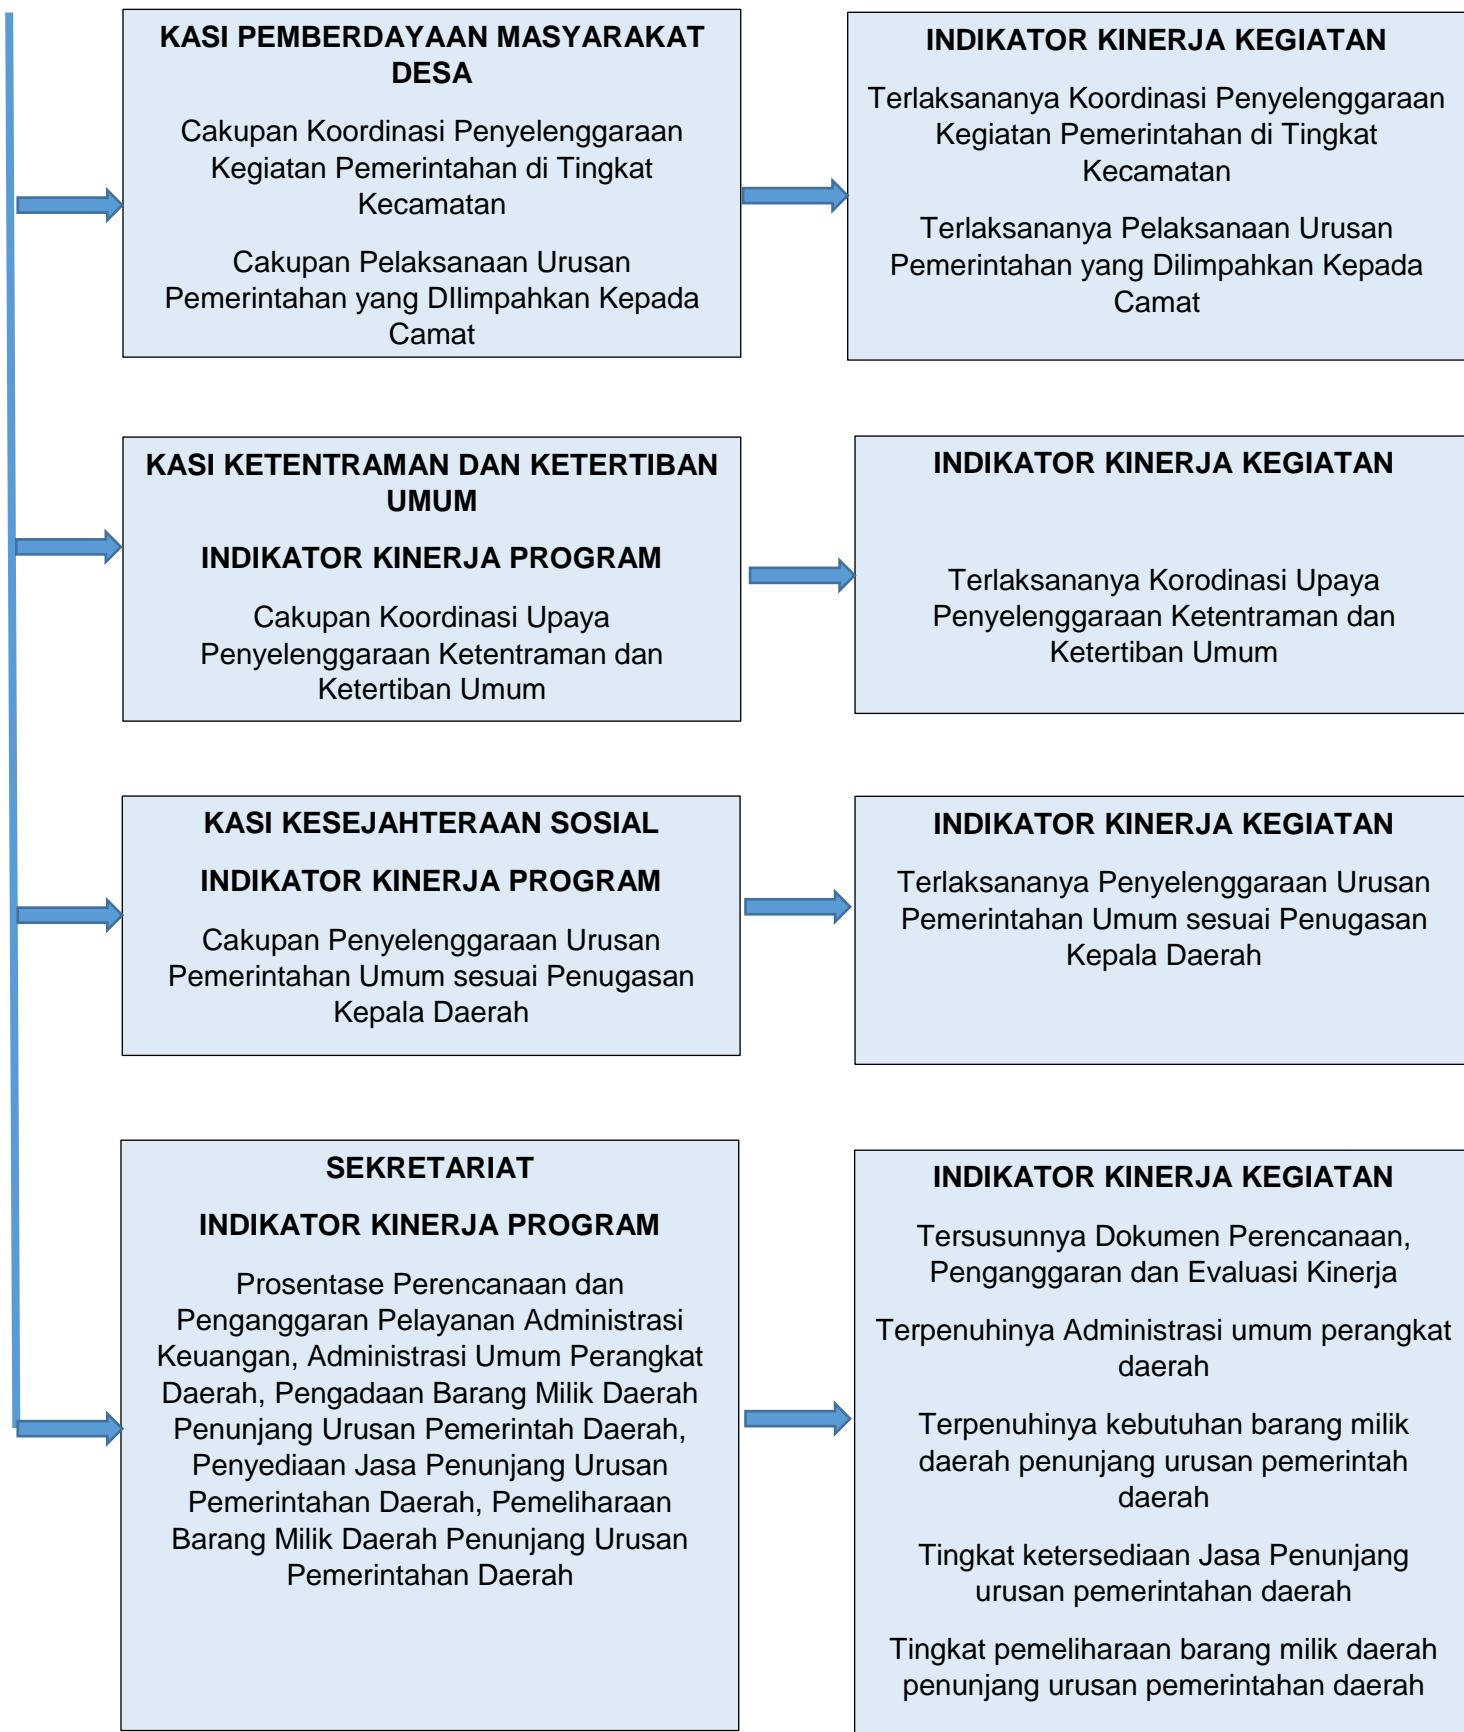 KASI PEMBERDAYAAN MASYARAKAT
DESA
Cakupan Koordinasi Penyelenggaraan
Kegiatan Pemerintahan di Tingkat
Kecamatan
Cakupan Pelaksanaan Urusan
Pemerintahan yang DIlimpahkan Kepada
Camat
INDIKATOR KINERJA KEGIATAN
Terlaksananya Koordinasi Penyelenggaraan
Kegiatan Pemerintahan di Tingkat
Kecamatan
Terlaksananya Pelaksanaan Urusan
Pemerintahan yang Dilimpahkan Kepada
Camat
KASI KETENTRAMAN DAN KETERTIBAN
UMUM
INDIKATOR KINERJA PROGRAM
Cakupan Koordinasi Upaya
Penyelenggaraan Ketentraman dan
Ketertiban Umum
INDIKATOR KINERJA KEGIATAN
Terlaksananya Korodinasi Upaya
Penyelenggaraan Ketentraman dan
Ketertiban Umum
KASI KESEJAHTERAAN SOSIAL
INDIKATOR KINERJA PROGRAM
Cakupan Penyelenggaraan Urusan
Pemerintahan Umum sesuai Penugasan
Kepala Daerah
INDIKATOR KINERJA KEGIATAN
Terlaksananya Penyelenggaraan Urusan
Pemerintahan Umum sesuai Penugasan
Kepala Daerah
SEKRETARIAT
INDIKATOR KINERJA PROGRAM
Prosentase Perencanaan dan
Penganggaran Pelayanan Administrasi
Keuangan, Administrasi Umum Perangkat
Daerah, Pengadaan Barang Milik Daerah
Penunjang Urusan Pemerintah Daerah,
Penyediaan Jasa Penunjang Urusan
Pemerintahan Daerah, Pemeliharaan
Barang Milik Daerah Penunjang Urusan
Pemerintahan Daerah
INDIKATOR KINERJA KEGIATAN
Tersusunnya Dokumen Perencanaan,
Penganggaran dan Evaluasi Kinerja
Terpenuhinya Administrasi umum perangkat
daerah
Terpenuhinya kebutuhan barang milik
daerah penunjang urusan pemerintah
daerah
Tingkat ketersediaan Jasa Penunjang
urusan pemerintahan daerah
Tingkat pemeliharaan barang milik daerah
penunjang urusan pemerintahan daerah